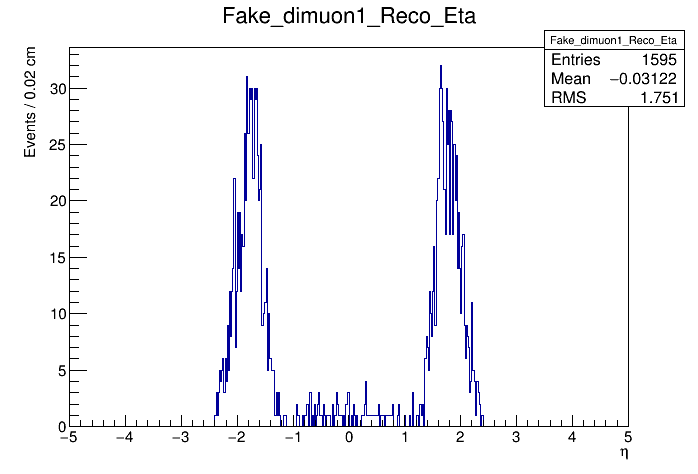 Fake_dimuon1_Reco_Eta
Fake_dimuon1_Reco_Eta
Entries 1595
Mean −0.03122
RMS 1.751
Events / 0.02 cm
30
25
20
15
10
5
0
−5 −4 −3 −2 −1 0 1 2 3 4 5
η